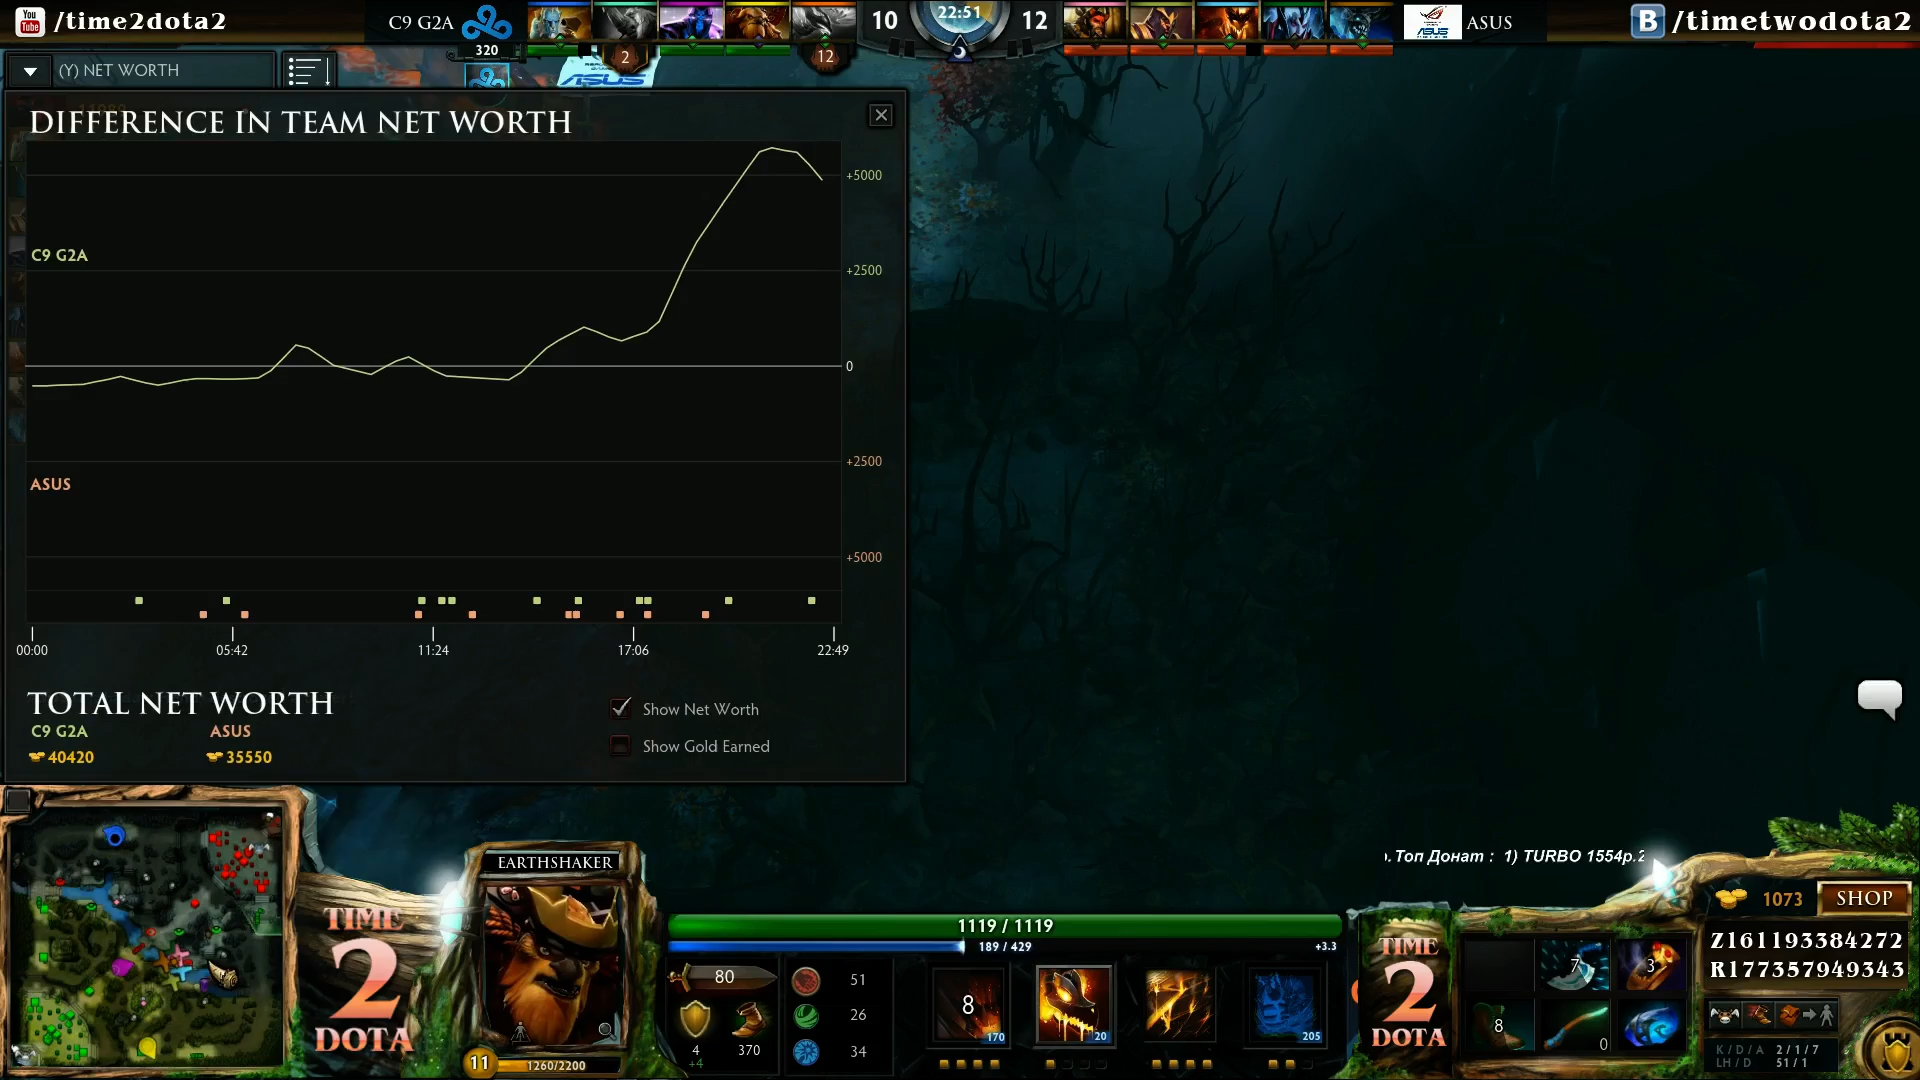 You Tube /time2dota2
C9 G2A
320
2
10
22:51
12
12
ASUS
B /timetwodota2
(Y) NET WORTH
ASUS
DIFFERENCE IN TEAM NET WORTH
+5000
C9 G2A
+2500
0
+2500
ASUS
+5000
00:00 05:42 11:24 17:06 22:49
TOTAL NET WORTH
C9 G2A ASUS
40420 35550
Show Net Worth
Show Gold Earned
Топ Донат : 1) TURBO 1554р.
EARTHSHAKER
TIME 2 DOTA
11
1260/2200
1119 / 1119
189 / 429
+3.3
80
4
+4
370
51
26
34
8
170
20
205
TIME 2 DOTA
7
3
8
0
1073
SHOP
Z161193384272
R177357949343
K / D / A 2 / 1 / 7
LH / D 51 / 1